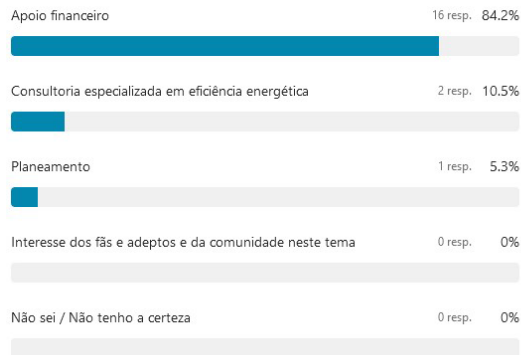 Apoio financeiro 16 resp. 84.2%
Consultoria especializada em eficiência energética 2 resp. 10.5%
Planeamento 1 resp. 5.3%
Interesse dos fãs e adeptos e da comunidade neste tema 0 resp. 0%
Não sei / Não tenho a certeza 0 resp. 0%